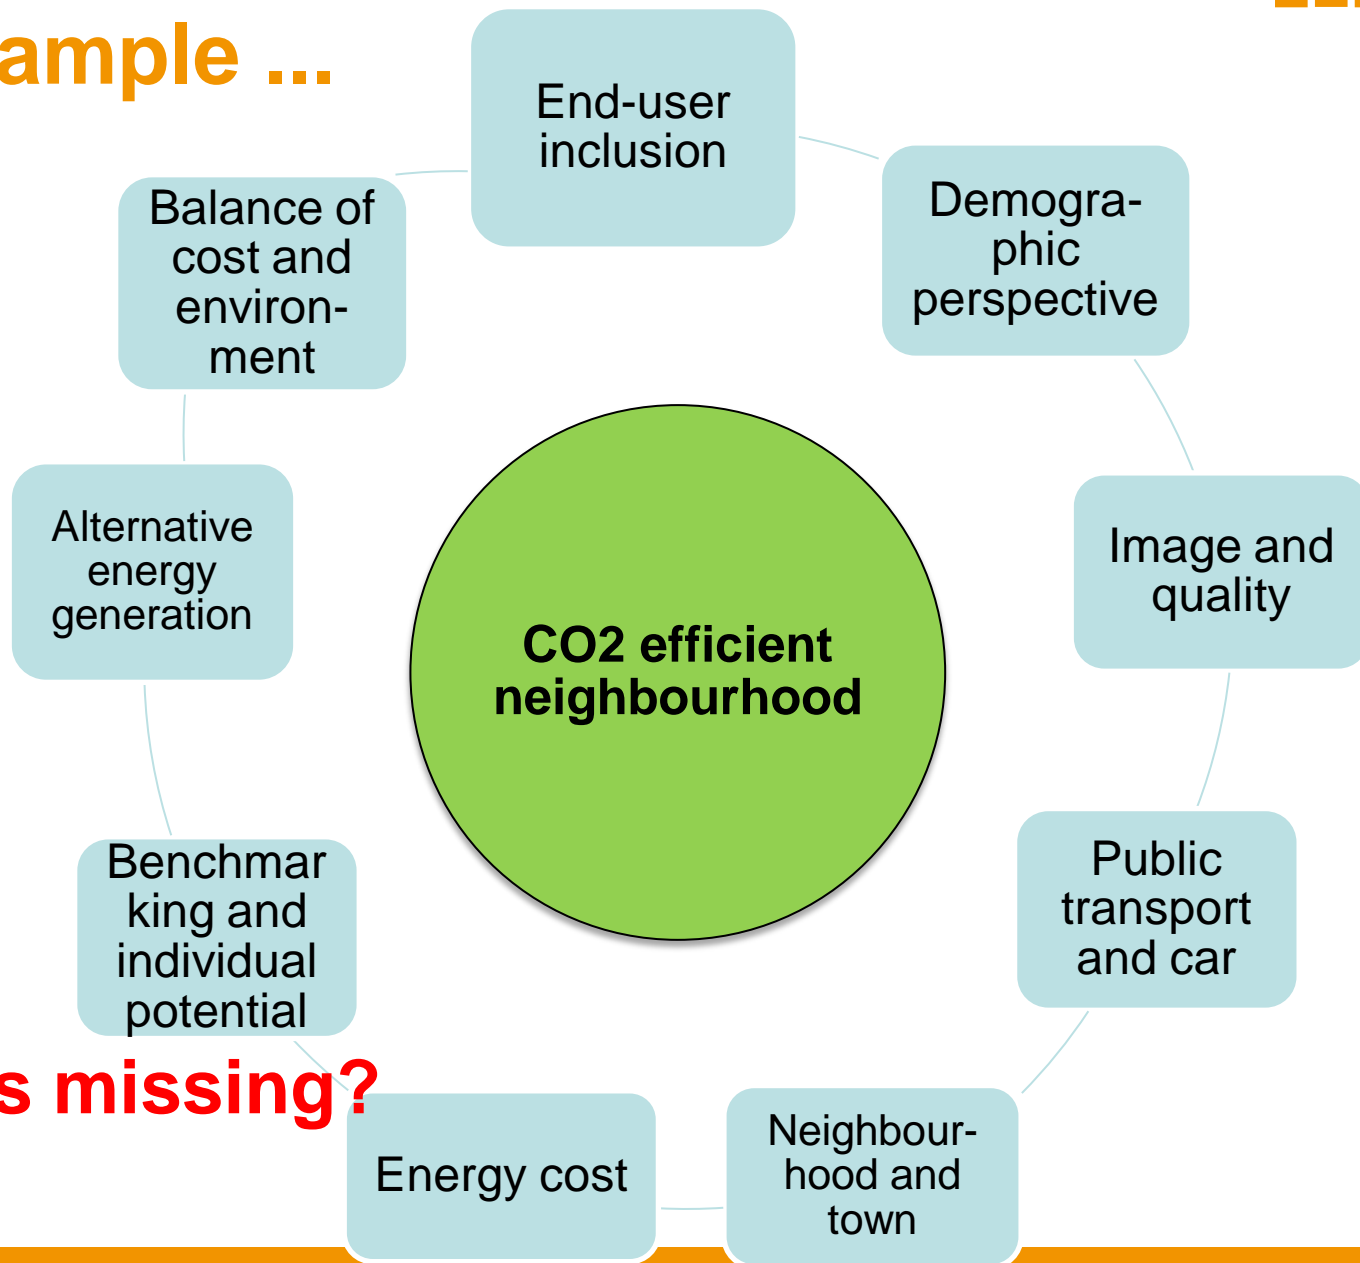 ample ...
End-user
inclusion
Demogra-
phic
perspective
Image and
quality
Public
transport
and car
Neighbour-
hood and
town
Energy cost
Benchmar
king and
individual
potential
Alternative
energy
generation
Balance of
cost and
environ-
ment
CO2 efficient
neighbourhood
s missing?